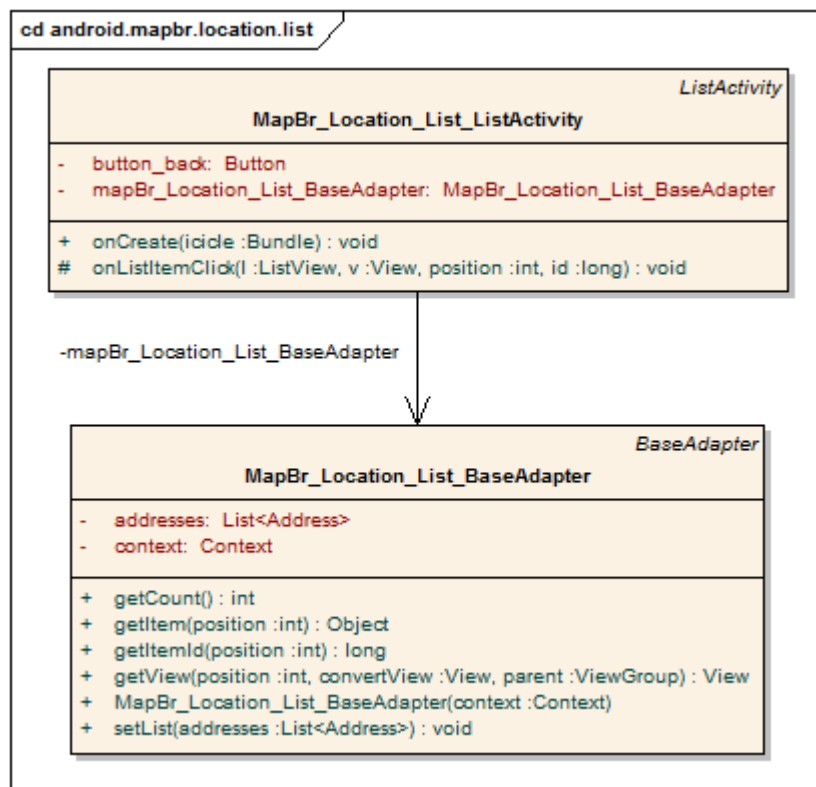 cd android.mapbr.location.list
ListActivity
MapBr_Location_List_ListActivity
- button_back: Button
- mapBr_Location_List_BaseAdapter: MapBr_Location_List_BaseAdapter
+ onCreate(icicle :Bundle) : void
# onListItemClick(l :ListView, v :View, position :int, id :long) : void
-mapBr_Location_List_BaseAdapter
BaseAdapter
MapBr_Location_List_BaseAdapter
- addresses: List<Address>
- context: Context
+ getCount() : int
+ getItem(position :int) : Object
+ getItemId(position :int) : long
+ getView(position :int, convertView :View, parent :ViewGroup) : View
+ MapBr_Location_List_BaseAdapter(context :Context)
+ setList(addresses :List<Address>) : void